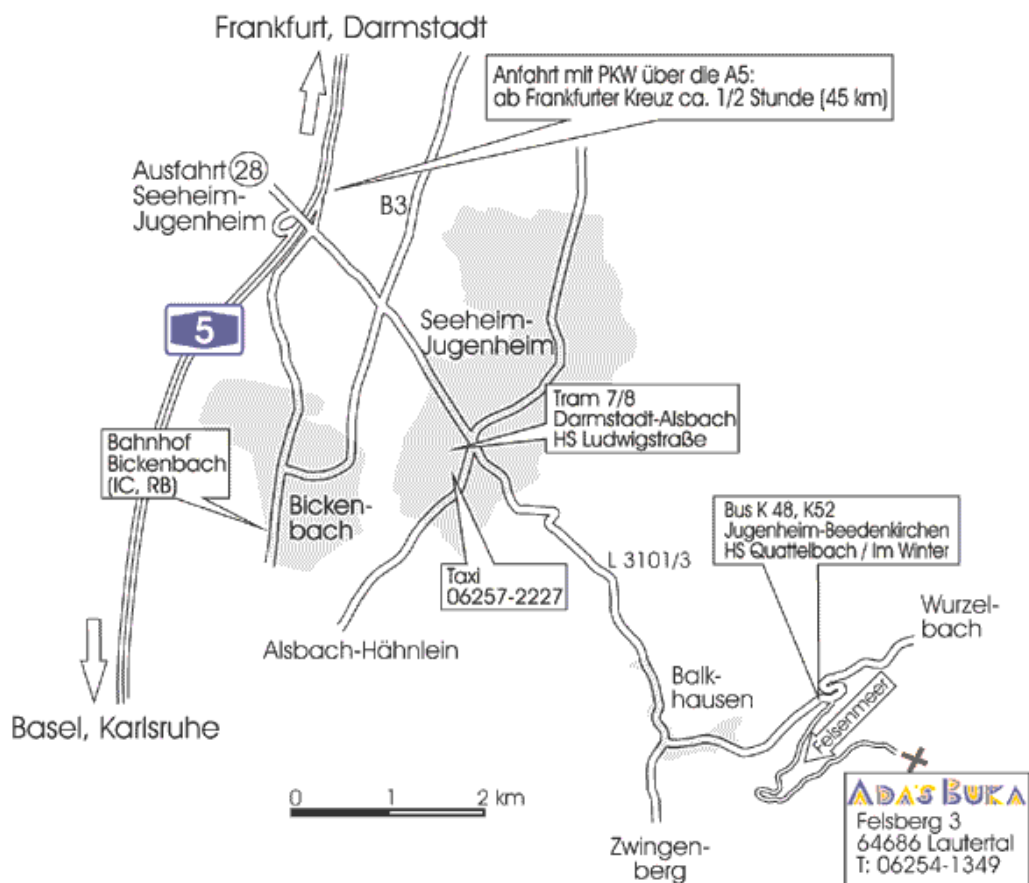 Frankfurt, Darmstadt
Anfahrt mit PKW über die A5:
ab Frankfurter Kreuz ca. 1/2 Stunde (45 km)
Ausfahrt 28
Seeheim-
Jugenheim
B3
5
Seeheim-
Jugenheim
Tram 7/8
Darmstadt-Alsbach
HS Ludwigstraße
Bahnhof
Bickenbach
(IC, RB)
Bicken-
bach
Bus K 48, K52
Jugenheim-Beedenkirchen
HS Quattelbach / Im Winter
L 3101/3
Taxi
06257-2227
Wurzel-
bach
Alsbach-Hähnlein
Balk-
hausen
Basel, Karlsruhe
Felsenmeer
0 1 2 km
ADA'S BUKA
Felsberg 3
64686 Lautertal
T: 06254-1349
Zwingen-
berg